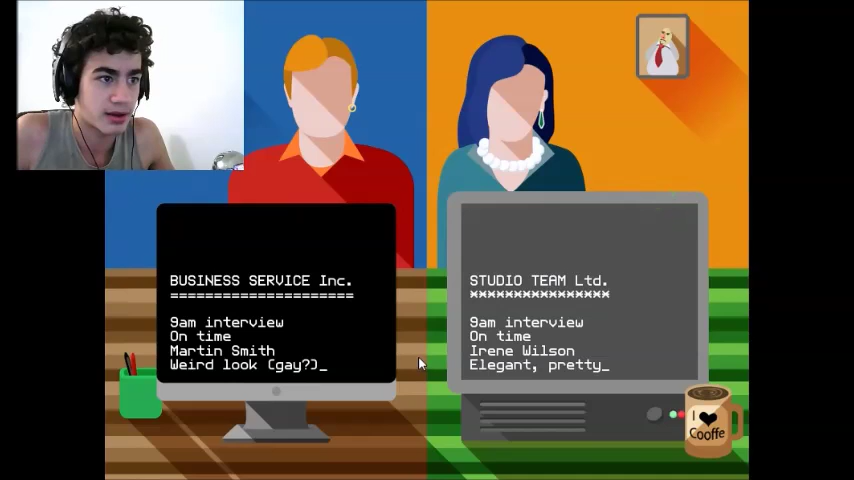 BUSINESS SERVICE Inc.
=====================
9am interview
On time
Martin Smith
Weird look (gay?)_
STUDIO TEAM Ltd.
****************
9am interview
On time
Irene Wilson
Elegant, pretty_
I ♥
Cooffe